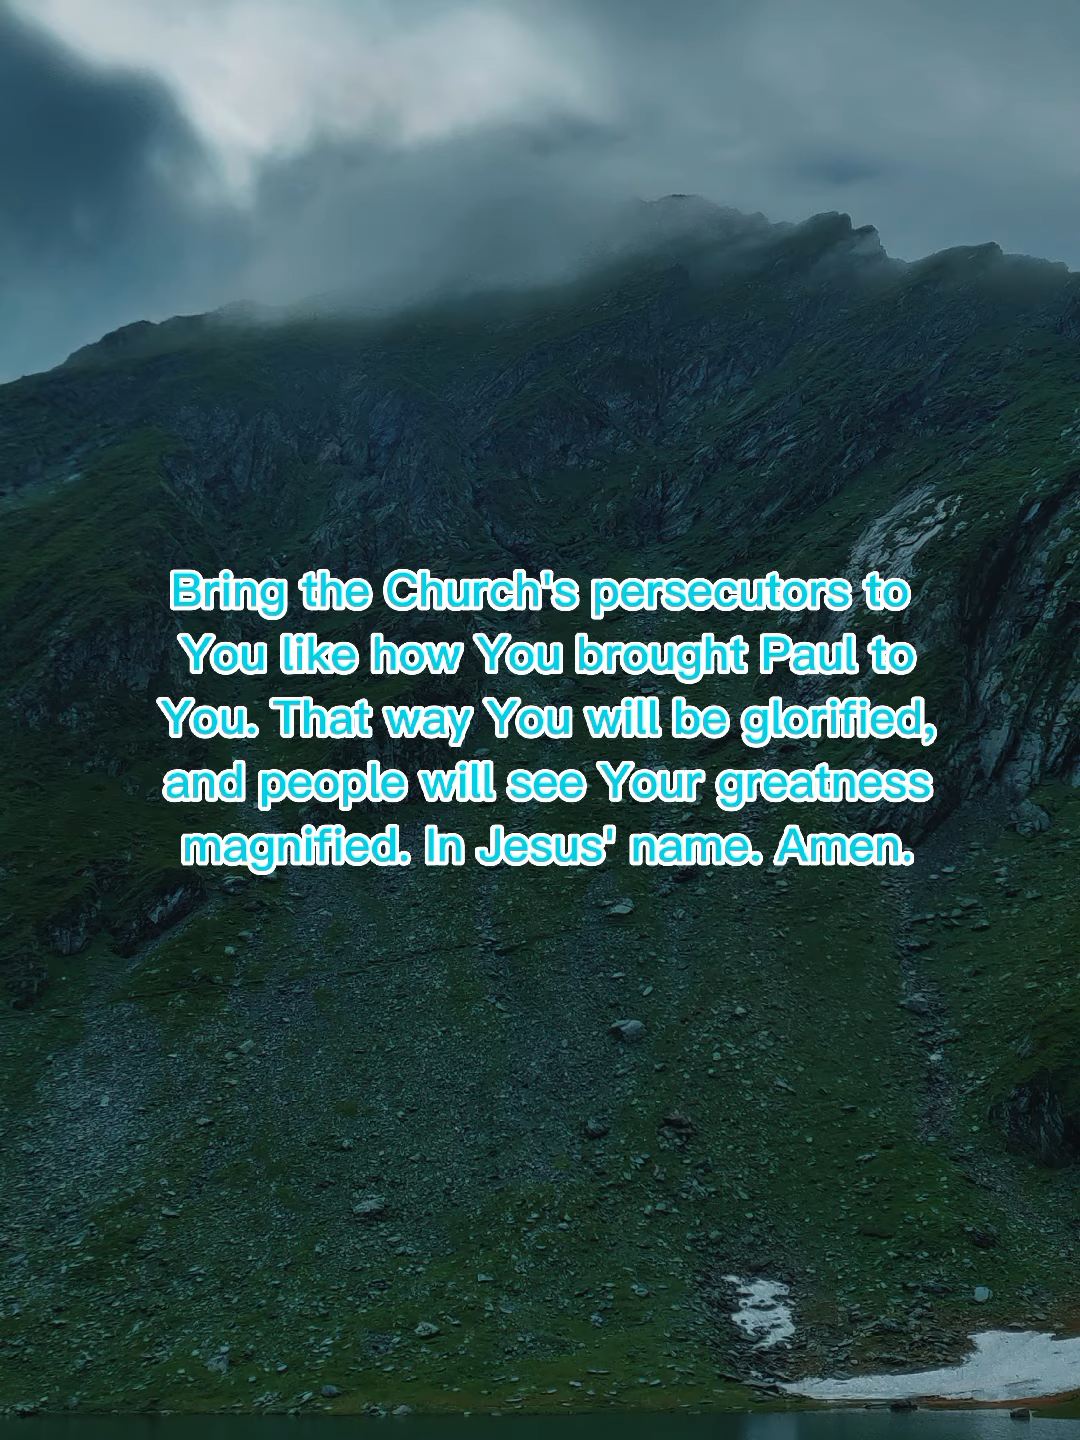 Bring the Church's persecutors to
You like how You brought Paul to
You. That way You will be glorified,
and people will see Your greatness
magnified. In Jesus' name. Amen.